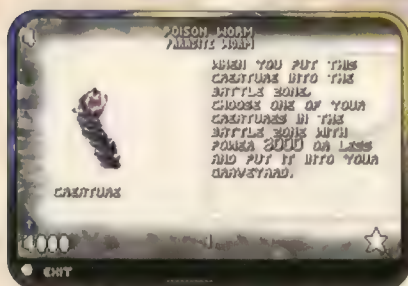 POISON WORM
PARASITE WORM
WHEN YOU PUT THIS
CREATURE INTO THE
BATTLE ZONE,
CHOOSE ONE OF YOUR
CREATURES IN THE
BATTLE ZONE WITH
POWER 3000 OR LESS
AND PUT IT INTO YOUR
GRAVEYARD.
CREATURE
4000
EXIT